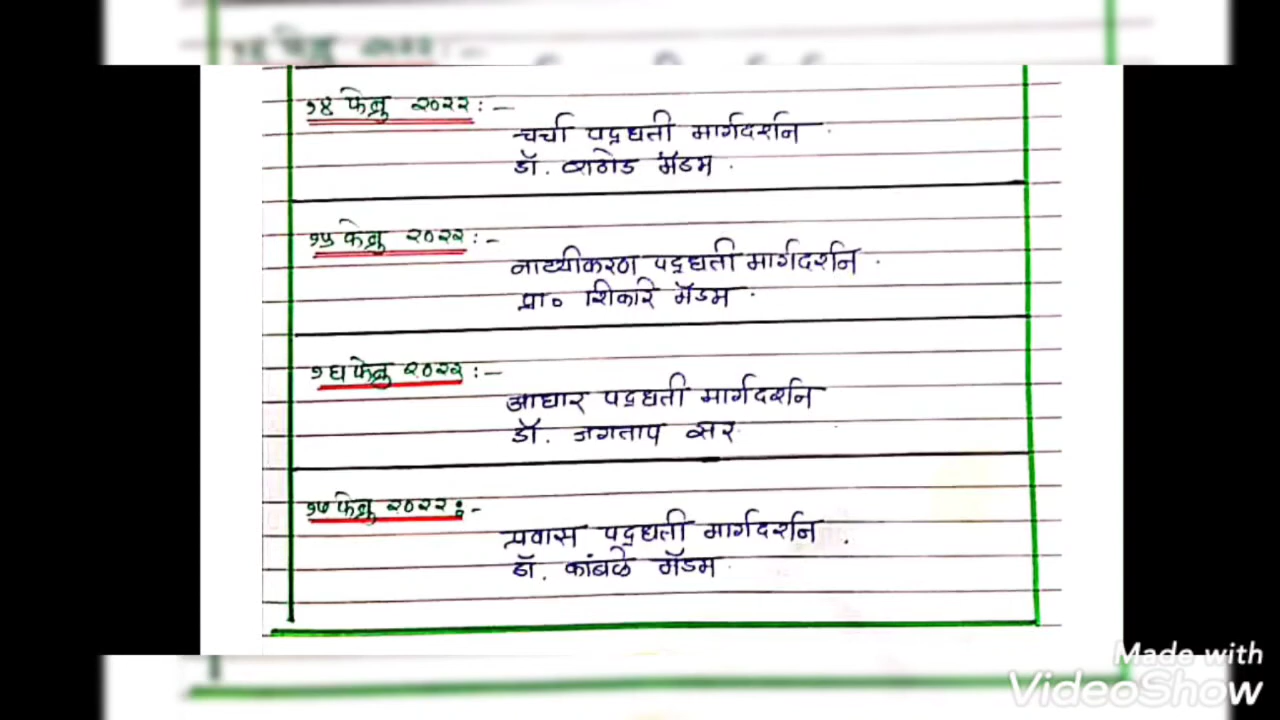 १४ फेब्रु २०२२ :-
चर्चा पद्धती मार्गदर्शन .
डॉ. राठोड मॅडम .
१५ फेब्रु २०२२ :-
नाट्यीकरण पद्धती मार्गदर्शन .
प्रा० शिकारे मॅडम .
१६ फेब्रु २०२२ :-
आधार पद्धती मार्गदर्शन
डॉ. जगताप सर .
१७ फेब्रु २०२२ :-
प्रवास पद्धती मार्गदर्शन .
डॉ. कांबळे मॅडम .
Made with
VideoShow